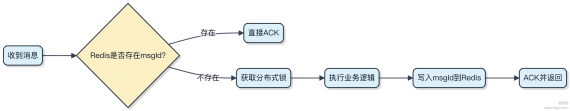 收到消息
Redis是否存在msgId?
存在
直接ACK
不存在
获取分布式锁
执行业务逻辑
写入msgId到Redis
ACK并返回